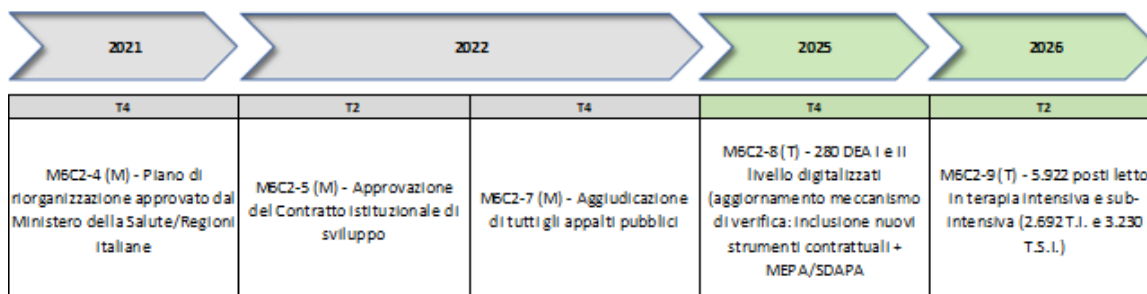 2021
2022
2025
2026
T4
T2
T4
T4
T2
M6C2-4 (M) - Piano di
riorganizzazione approvato dal
Ministero della Salute/Regioni
italiane
M6C2-5 (M) - Approvazione
del Contratto istituzionale di
sviluppo
M6C2-7 (M) - Aggiudicazione
di tutti gli appalti pubblici
M6C2-8 (T) - 280 DEA I e II
livello digitalizzati
(aggiornamento meccanismo
di verifica: inclusione nuovi
strumenti contrattuali +
MEPA/SDAPA
M6C2-9 (T) - 5.922 posti letto
in terapia intensiva e sub-
intensiva (2.692 T.I. e 3.230
T.S.I.)